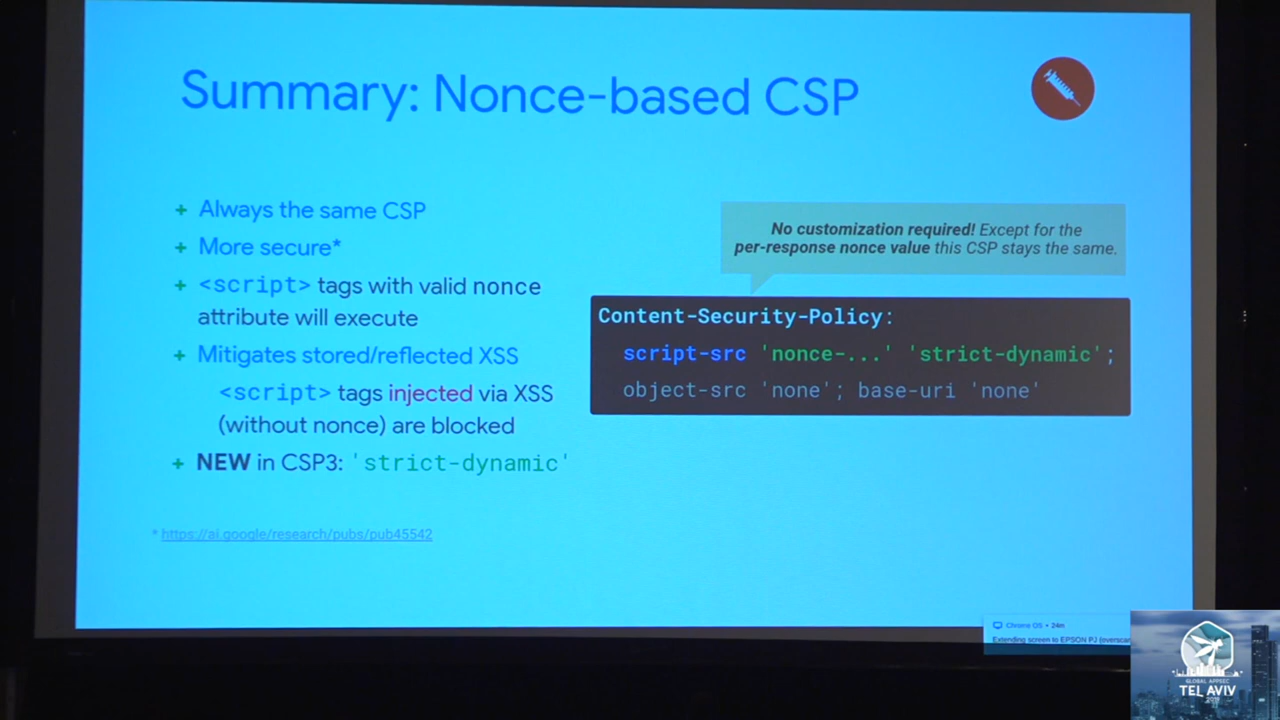 Summary: Nonce-based CSP
+ Always the same CSP
+ More secure*
+ <script> tags with valid nonce
attribute will execute
+ Mitigates stored/reflected XSS
<script> tags injected via XSS
(without nonce) are blocked
+ NEW in CSP3: 'strict-dynamic'
* https://ai.google/research/pubs/pub45542
No customization required! Except for the
per-response nonce value this CSP stays the same.
Content-Security-Policy:
script-src 'nonce-...' 'strict-dynamic';
object-src 'none'; base-uri 'none'
Chrome OS • 24m
Extending screen to EPSON PJ (overscan
GLOBAL APPSEC
TEL AVIV
2019